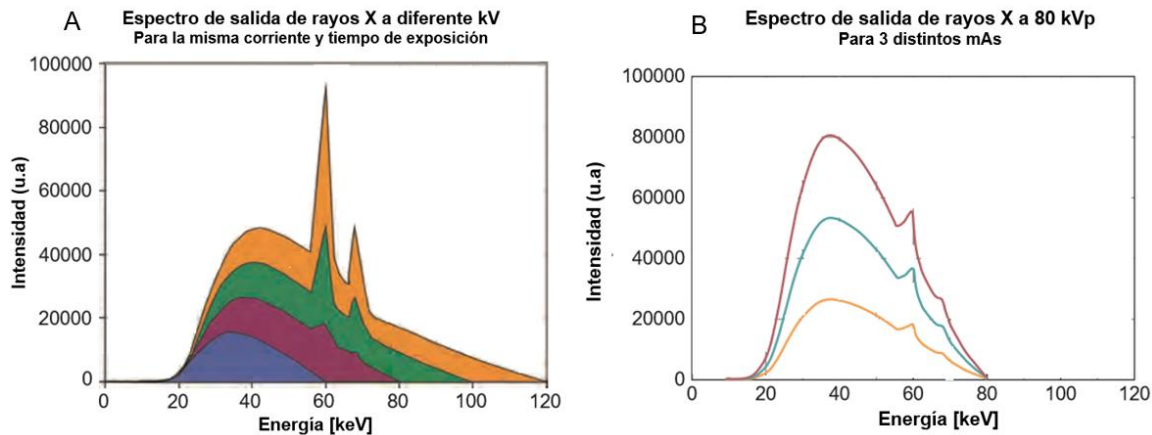 A
Espectro de salida de rayos X a diferente kV
Para la misma corriente y tiempo de exposición
100000
80000
60000
40000
20000
0
0 20 40 60 80 100 120
Intensidad (u.a)
Energía [keV]
B
Espectro de salida de rayos X a 80 kVp
Para 3 distintos mAs
100000
80000
60000
40000
20000
0
0 20 40 60 80 100 120
Intensidad (u.a)
Energía [keV]